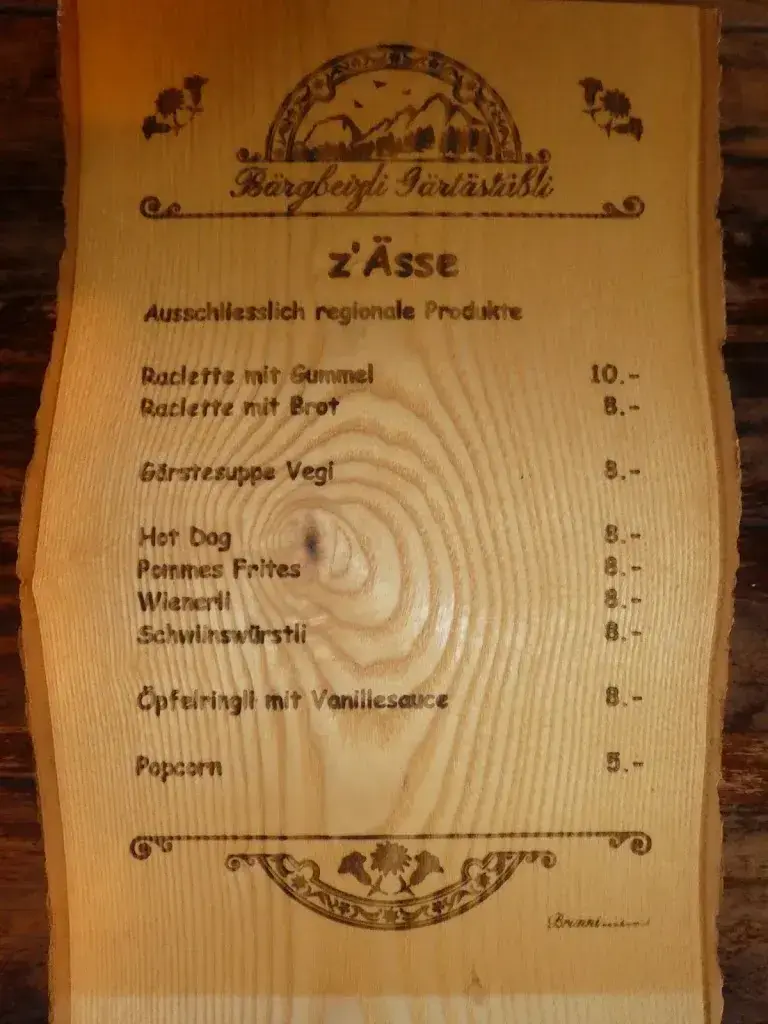 Bärgbeizli Gärtästübli
z'Ässe
Ausschliesslich regionale Produkte
Raclette mit Gummel 10.-
Raclette mit Brot 8.-
Gärstesuppe Vegi 8.-
Hot Dog 8.-
Pommes Frites 8.-
Wienerli 8.-
Schwiinswürstli 8.-
Öpfelringli mit Vanillesauce 8.-
Popcorn 5.-